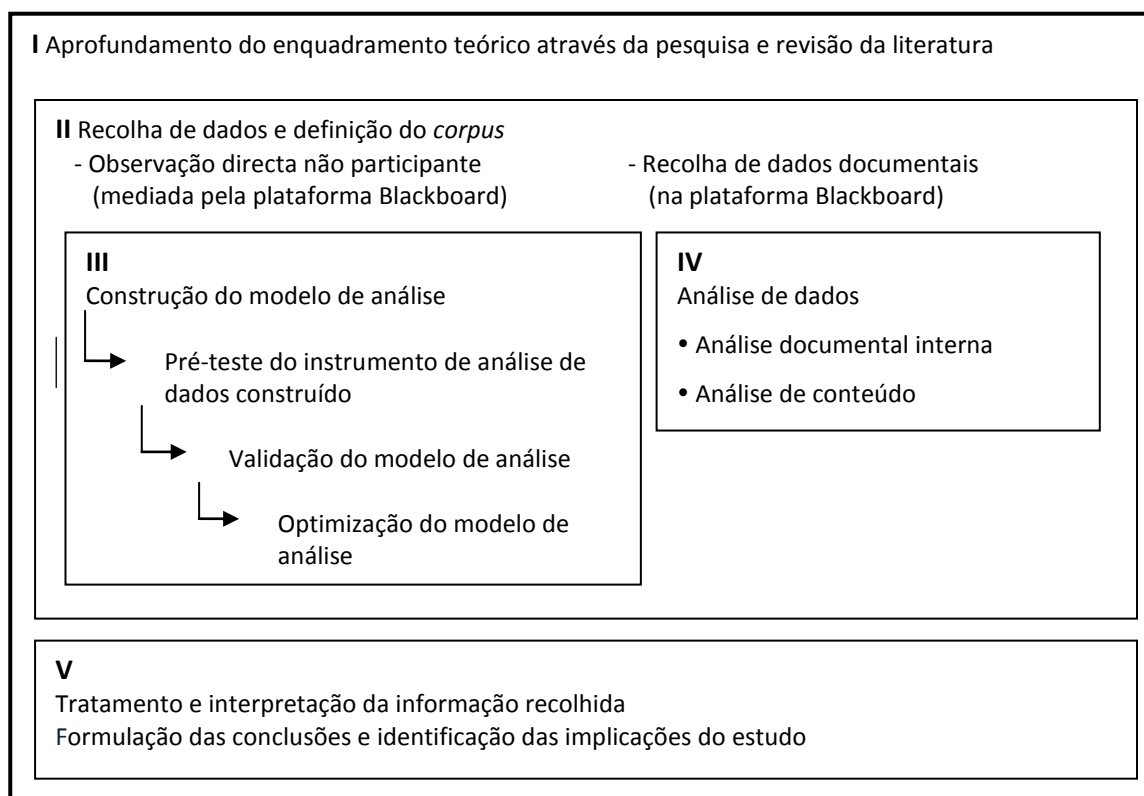 I Aprofundamento do enquadramento teórico através da pesquisa e revisão da literatura
II Recolha de dados e definição do corpus
- Observação directa não participante
(mediada pela plataforma Blackboard)
- Recolha de dados documentais
(na plataforma Blackboard)
III
Construção do modelo de análise
Pré-teste do instrumento de análise de
dados construído
Validação do modelo de análise
Optimização do modelo de
análise
IV
Análise de dados
• Análise documental interna
• Análise de conteúdo
V
Tratamento e interpretação da informação recolhida
Formulação das conclusões e identificação das implicações do estudo